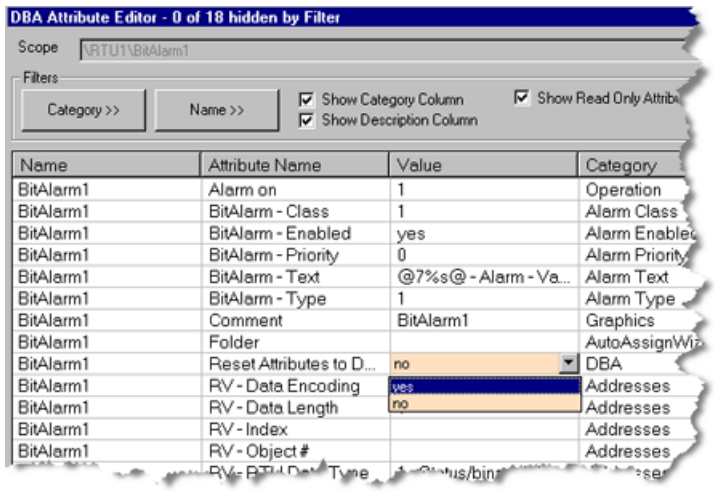 DBA Attribute Editor - 0 of 18 hidden by Filter
Scope \RTU1\BitAlarm1
Filters
Category >> Name >> Show Category Column Show Read Only
Show Description Column
Name Attribute Name Value Category
BitAlarm1 Alarm on 1 Operation
BitAlarm1 BitAlarm - Class 1 Alarm Class
BitAlarm1 BitAlarm - Enabled yes Alarm Enabled
BitAlarm1 BitAlarm - Priority 0 Alarm Priority
BitAlarm1 BitAlarm - Text @7%s@ - Alarm - Va... Alarm Text
BitAlarm1 BitAlarm - Type 1 Alarm Type
BitAlarm1 Comment BitAlarm1 Graphics
BitAlarm1 Folder AutoAssignWiz
BitAlarm1 Reset Attributes to D... no DBA
BitAlarm1 RV - Data Encoding yes Addresses
BitAlarm1 RV - Data Length no Addresses
BitAlarm1 RV - Index Addresses
BitAlarm1 RV - Object # Addresses